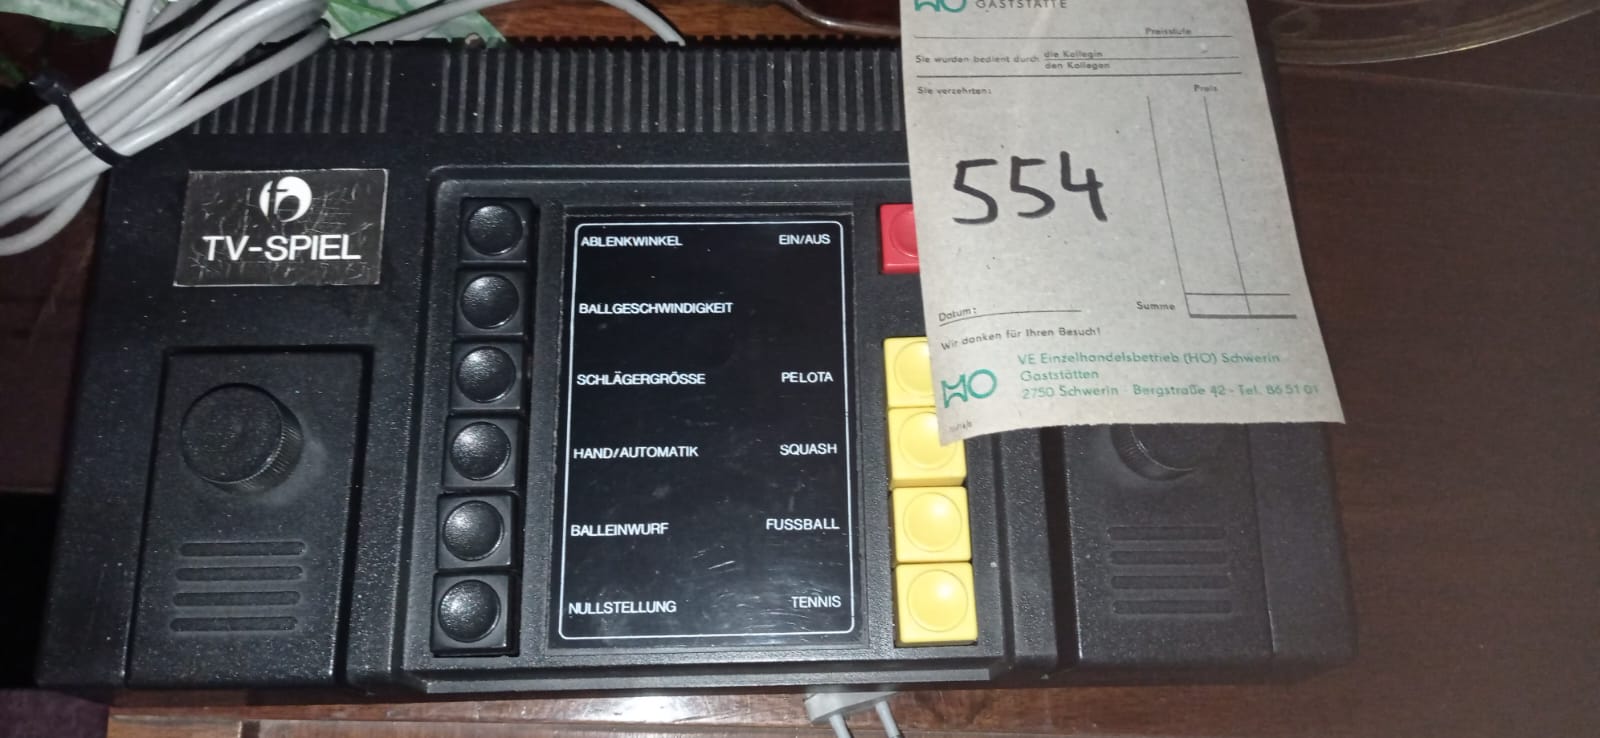 TV-SPIEL
ABLENKWINKEL EIN/AUS
BALLGESCHWINDIGKEIT
SCHLÄGERGRÖSSE PELOTA
HAND/AUTOMATIK SQUASH
BALLEINWURF FUSSBALL
NULLSTELLUNG TENNIS
HO GASTSTÄTTE
Preisstufe
Sie wurden bedient durch die Kollegin
den Kollegen
Sie verzehrten: Preis
554
Datum: Summe
Wir danken für Ihren Besuch!
HO
VE Einzelhandelsbetrieb (HO) Schwerin
Gaststätten
2750 Schwerin · Bergstraße 42 - Tel. 86 51 01